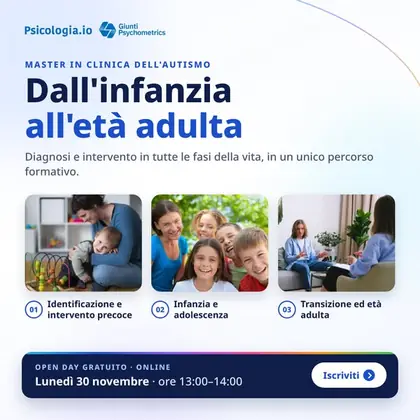 Psicologia.io
Giunti
Psychometrics
MASTER IN CLINICA DELL'AUTISMO
Dall'infanzia
all'età adulta
Diagnosi e intervento in tutte le fasi della vita, in un unico percorso
formativo.
01 Identificazione e
intervento precoce
02 Infanzia e
adolescenza
03 Transizione ed età
adulta
OPEN DAY GRATUITO · ONLINE
Lunedì 30 novembre · ore 13:00–14:00
Iscriviti